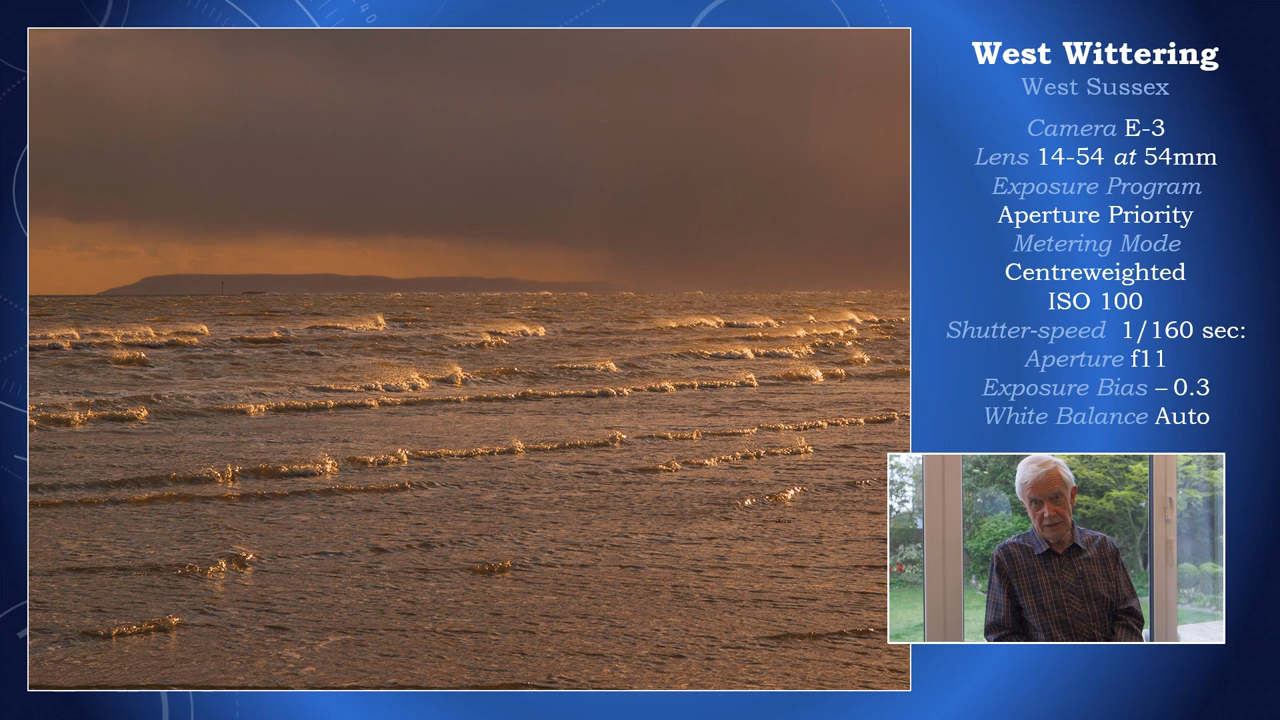 West Wittering
West Sussex
Camera E-3
Lens 14-54 at 54mm
Exposure Program
Aperture Priority
Metering Mode
Centreweighted
ISO 100
Shutter-speed 1/160 sec:
Aperture f11
Exposure Bias – 0.3
White Balance Auto
40